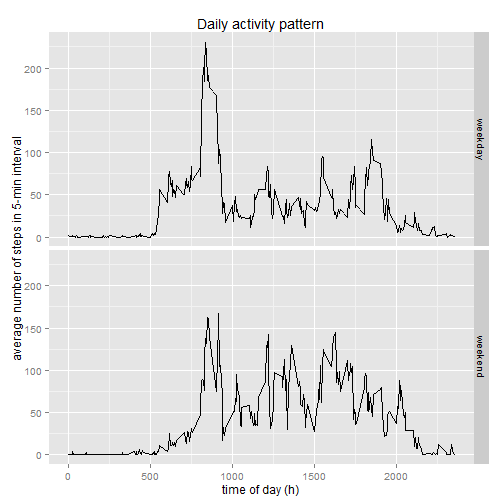 Daily activity pattern
average number of steps in 5-min interval
200
150
100
50
0
weekday
200
150
100
50
0
weekend
0 500 1000 1500 2000
time of day (h)